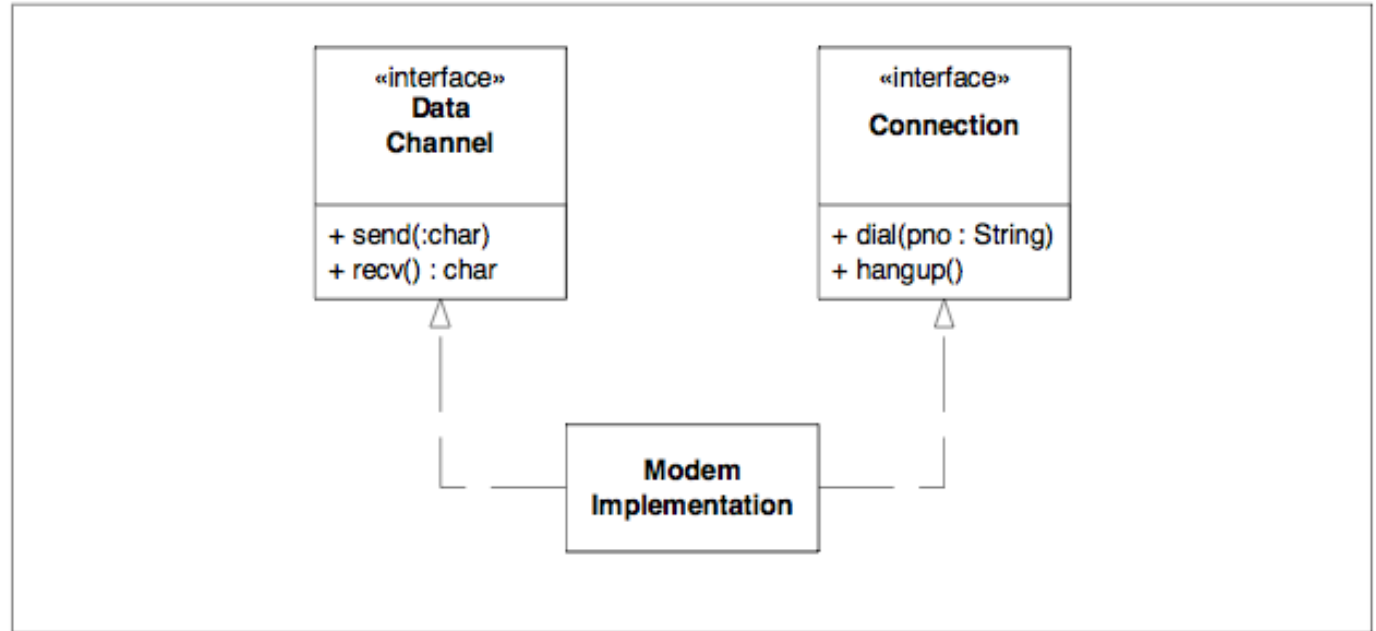 «interface»
Data
Channel
+ send(:char)
+ recv() : char
«interface»
Connection
+ dial(pno : String)
+ hangup()
Modem
Implementation